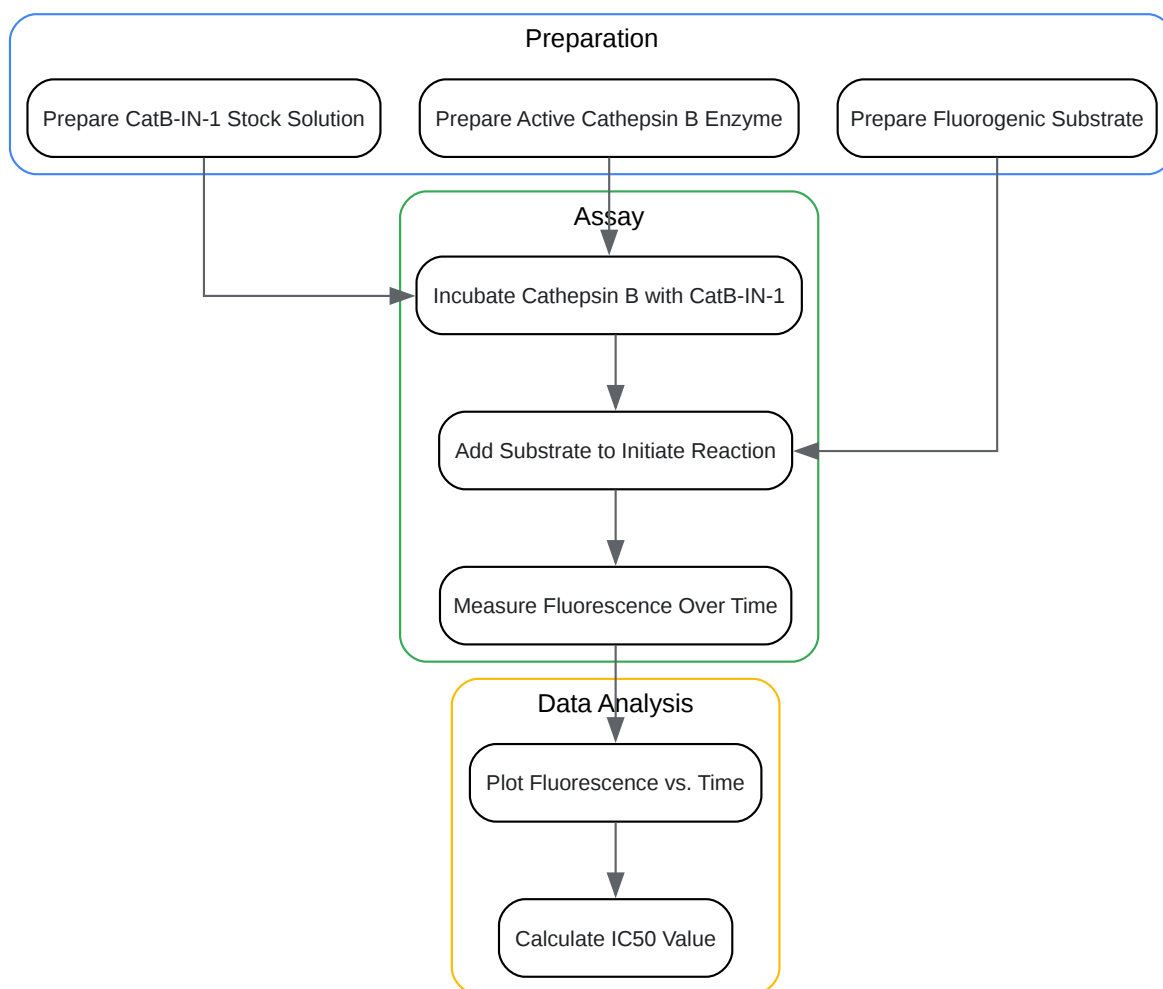 Preparation
Prepare CatB-IN-1 Stock Solution
Prepare Active Cathepsin B Enzyme
Prepare Fluorogenic Substrate
Assay
Incubate Cathepsin B with CatB-IN-1
Add Substrate to Initiate Reaction
Measure Fluorescence Over Time
Data Analysis
Plot Fluorescence vs. Time
Calculate IC50 Value